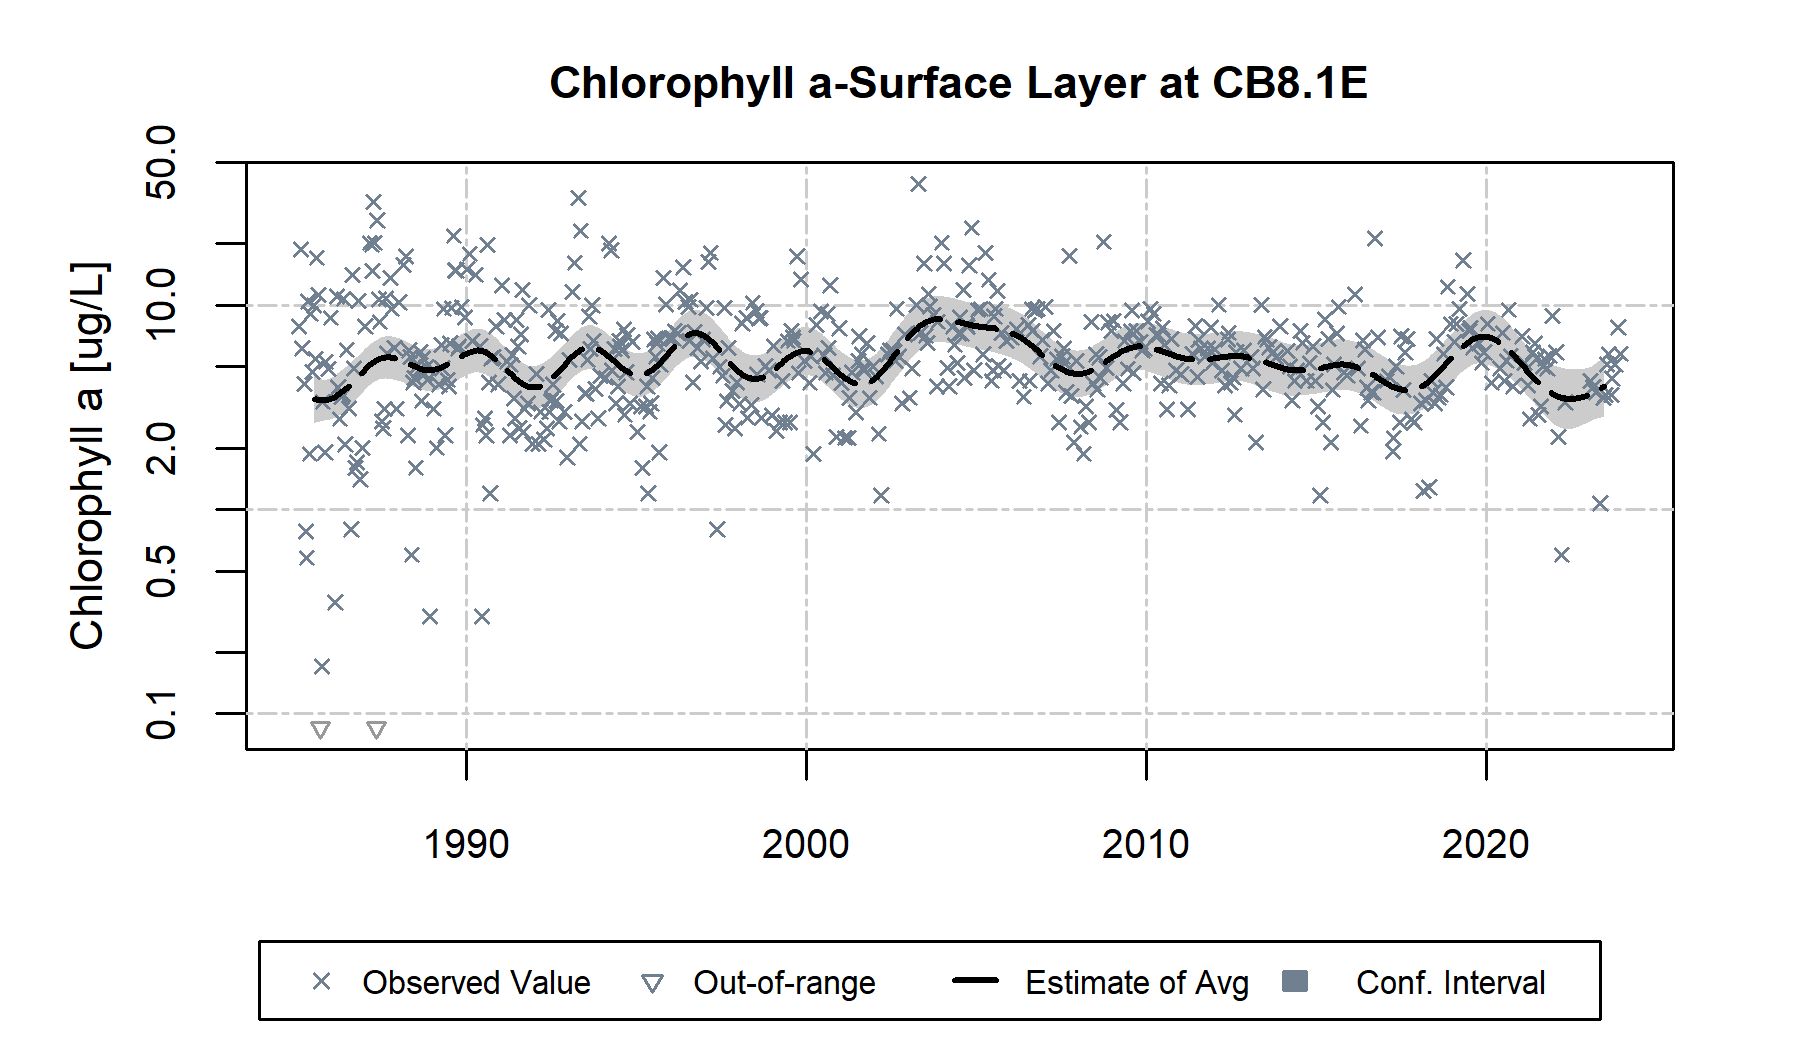 Chlorophyll a-Surface Layer at CB8.1E
Chlorophyll a [ug/L]
50.0
10.0
2.0
0.5
0.1
1990 2000 2010 2020
Observed Value Out-of-range Estimate of Avg Conf. Interval